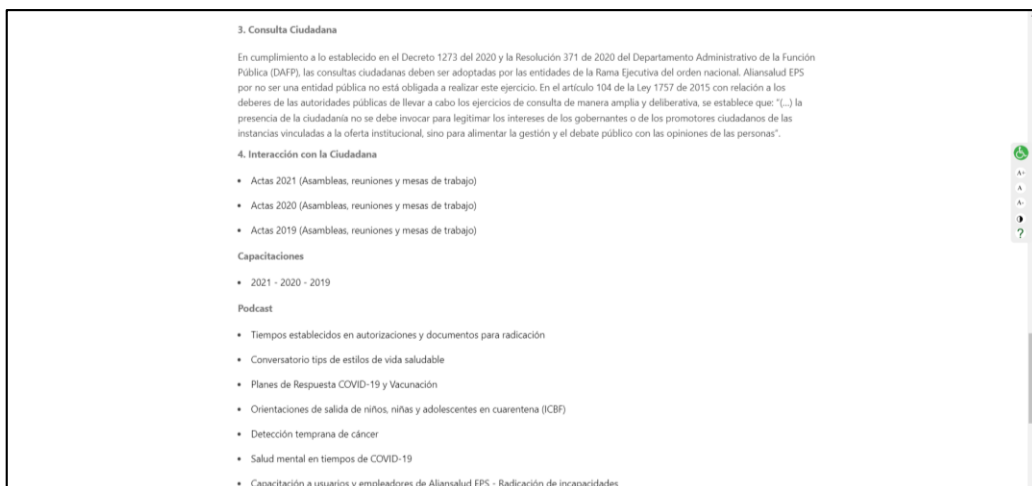 3. Consulta Ciudadana
En cumplimiento a lo establecido en el Decreto 1273 del 2020 y la Resolución 371 de 2020 del Departamento Administrativo de la Función
Pública (DAFP), las consultas ciudadanas deben ser adoptadas por las entidades de la Rama Ejecutiva del orden nacional. Aliansalud EPS
por no ser una entidad pública no está obligada a realizar este ejercicio. En el artículo 104 de la Ley 1757 de 2015 con relación a los
deberes de las autoridades públicas de llevar a cabo los ejercicios de consulta de manera amplia y deliberativa, se establece que: "(...) la
presencia de la ciudadanía no se debe invocar para legitimar los intereses de los gobernantes o de los promotores ciudadanos de las
instancias vinculadas a la oferta institucional, sino para alimentar la gestión y el debate público con las opiniones de las personas".
4. Interacción con la Ciudadana
• Actas 2021 (Asambleas, reuniones y mesas de trabajo)
• Actas 2020 (Asambleas, reuniones y mesas de trabajo)
• Actas 2019 (Asambleas, reuniones y mesas de trabajo)
Capacitaciones
• 2021 - 2020 - 2019
Podcast
• Tiempos establecidos en autorizaciones y documentos para radicación
• Conversatorio tips de estilos de vida saludable
• Planes de Respuesta COVID-19 y Vacunación
• Orientaciones de salida de niños, niñas y adolescentes en cuarentena (ICBF)
• Detección temprana de cáncer
• Salud mental en tiempos de COVID-19
• Capacitación a usuarios y empleadores de Aliansalud EPS - Radicación de incapacidades
A+
A
A-
?